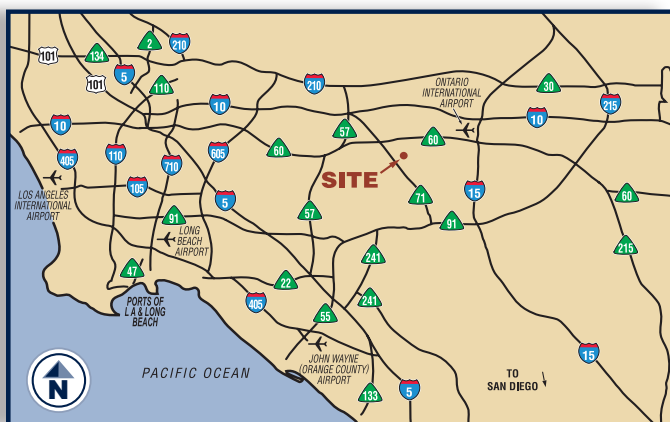 2
210
101
134
5
101
110
210
10
ONTARIO
INTERNATIONAL
AIRPORT
30
215
10
10
57
60
60
405
110
710
605
SITE
LOS ANGELES
INTERNATIONAL
AIRPORT
105
5
71
15
60
91
57
91
LONG
BEACH
AIRPORT
215
241
47
22
PORTS OF
L A & LONG
BEACH
405
241
55
JOHN WAYNE
(ORANGE COUNTY)
AIRPORT
15
PACIFIC OCEAN
N
133
5
TO
SAN DIEGO